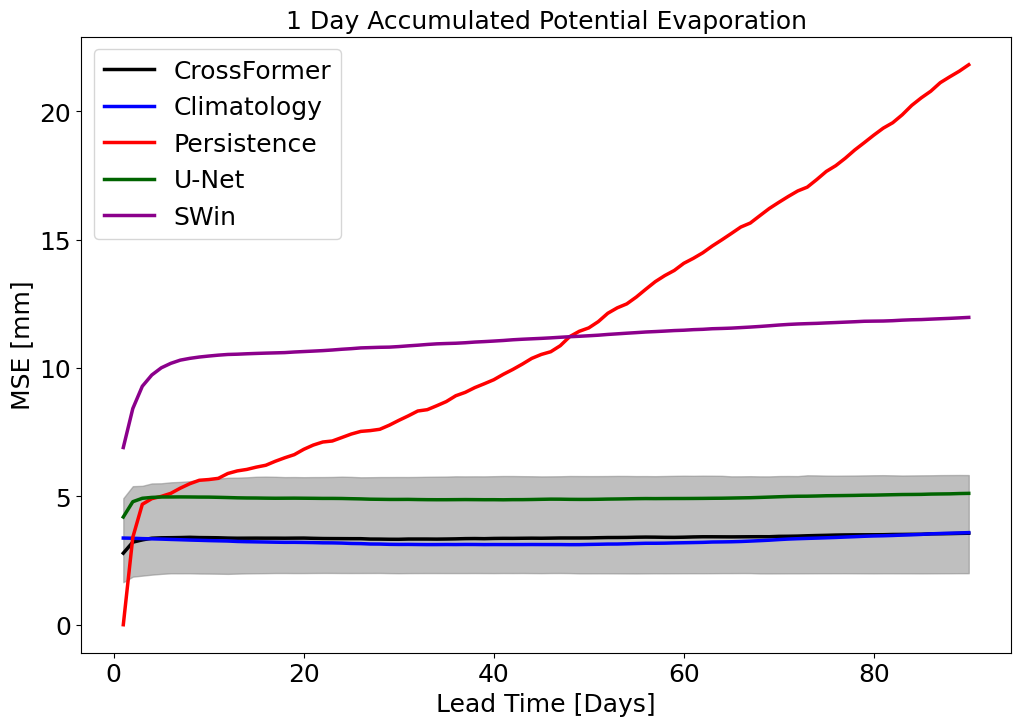 1 Day Accumulated Potential Evaporation
CrossFormer
Climatology
Persistence
U-Net
SWin
MSE [mm]
20
15
10
5
0
0 20 40 60 80
Lead Time [Days]